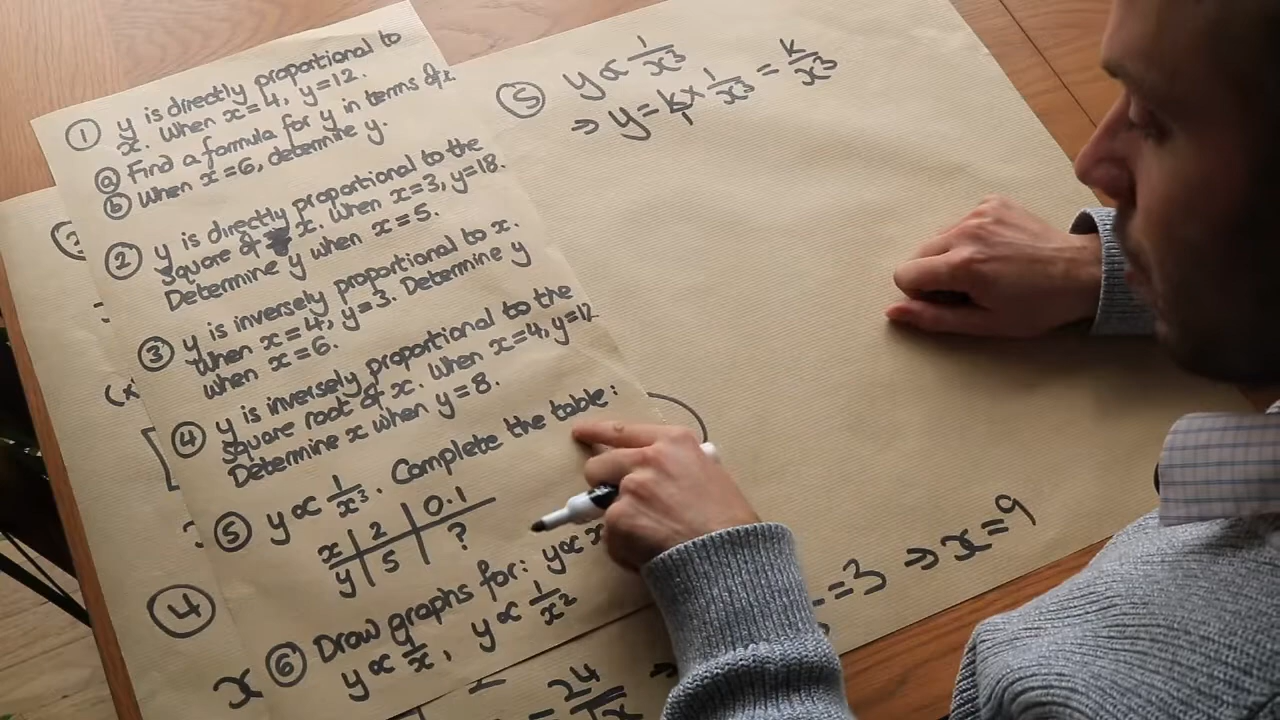 ① y is directly proportional to
x. When x=4, y=12.
ⓐ Find a formula for y in terms of x
ⓑ When x=6, determine y.
② y is directly proportional to the
square of x. When x=3, y=18.
Determine y when x=5.
③ y is inversely proportional to x.
When x=4, y=3. Determine y
when x=6.
④ y is inversely proportional to the
square root of x. When x=4, y=12
Determine x when y=8.
⑤ y∝1/x³. Complete the table:
x | 2 | 0.1
y | 5 | ?
⑥ Draw graphs for: y∝x
y∝1/x, y∝1/x²
⑤ y∝1/x³
⇒ y=k/1×1/x³=k/x³
④
x
=3 ⇒ x=9
=24/√x